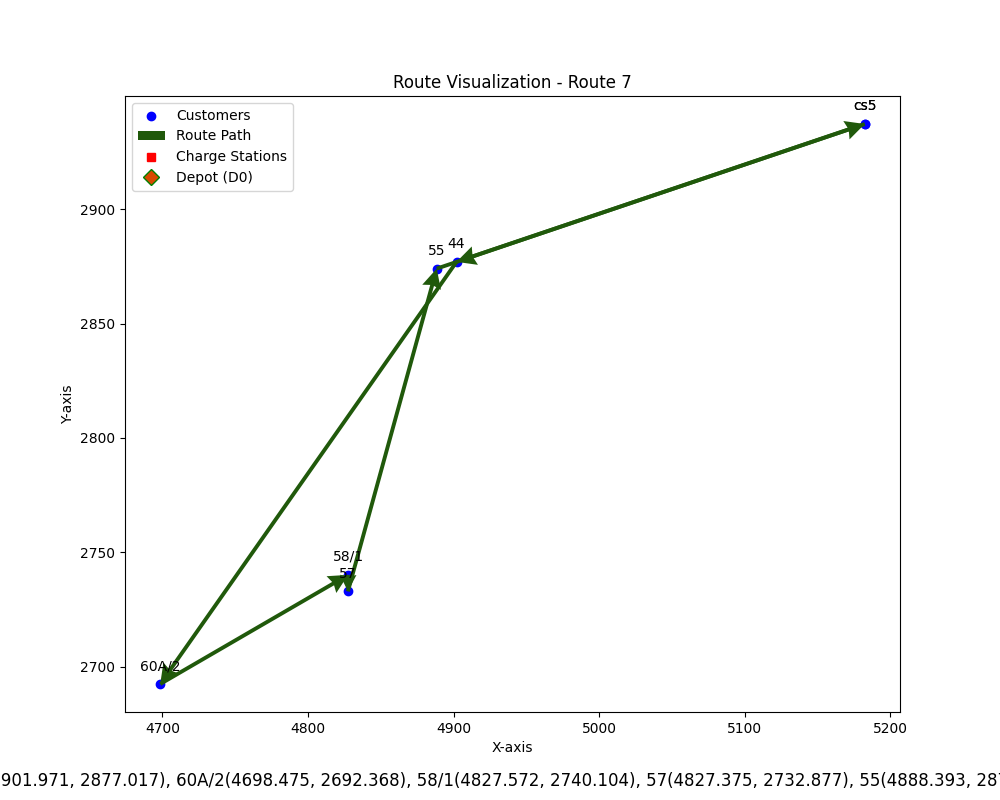 Route Visualization - Route 7
Customers
Route Path
Charge Stations
Depot (D0)
cs5
55
44
58/1
57
60A/2
Y-axis
2900
2850
2800
2750
2700
4700
4800
4900
5000
5100
5200
X-axis
901.971, 2877.017), 60A/2(4698.475, 2692.368), 58/1(4827.572, 2740.104), 57(4827.375, 2732.877), 55(4888.393, 287